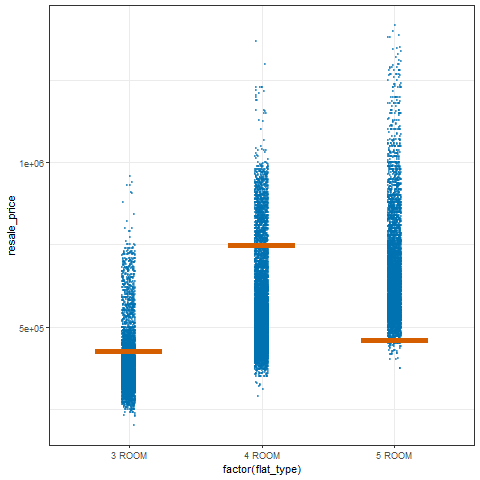 resale_price
1e+06
5e+05
3 ROOM 4 ROOM 5 ROOM
factor(flat_type)